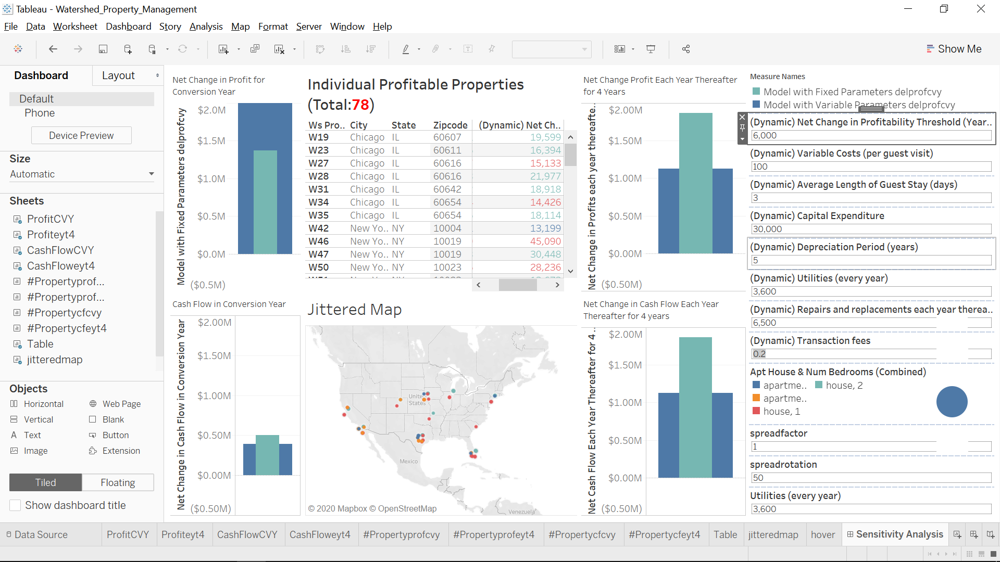 Tableau - Watershed_Property_Management
File Data Worksheet Dashboard Story Analysis Map Format Server Window Help
Show Me
Dashboard Layout
Default
Phone
Device Preview
Size
Automatic
Sheets
ProfitCVY
Profiteyt4
CashFlowCVY
CashFloweyt4
#Propertyprof...
#Propertyprof...
#Propertycfcvy
#Propertycfeyt4
Table
jitteredmap
Objects
Horizontal Web Page
Vertical Blank
A Text Button
Image Extension
Tiled Floating
Show dashboard title
Net Change in Profit for
Conversion Year
Model with Fixed Parameters delprofcvy
$2.0M
$1.5M
$1.0M
$0.5M
$0.0M
($0.5M)
Individual Profitable Properties
(Total:78)
Ws Pro.. City State Zipcode (Dynamic) Net Ch..
W19 Chicago IL 60607 19,599
W23 Chicago IL 60611 16,394
W27 Chicago IL 60616 15,133
W28 Chicago IL 60616 21,977
W31 Chicago IL 60642 18,918
W34 Chicago IL 60654 14,426
W35 Chicago IL 60654 18,114
W42 New Yo.. NY 10004 13,199
W46 New Yo.. NY 10019 45,090
W47 New Yo.. NY 10019 30,448
W50 New Yo.. NY 10023 28,236
Net Change Profit Each Year Thereafter
for 4 Years
Net Change in Profits each year thereafte..
$2.00M
$1.50M
$1.00M
$0.50M
$0.00M
($0.50M)
Cash Flow in Conversion Year
Net Change in Cash Flow in Conversion Year
$2.00M
$1.50M
$1.00M
$0.50M
$0.00M
($0.50M)
Jittered Map
United
States
Mexico
Venezuela
© 2020 Mapbox © OpenStreetMap
Net Change in Cash Flow Each Year
Thereafter for 4 years
Net Cash Flow Each Year Thereafter for 4 ..
$2.00M
$1.50M
$1.00M
$0.50M
$0.00M
($0.50M)
Measure Names
Model with Fixed Parameters delprofcvy
Model with Variable Parameters delprofcvy
(Dynamic) Net Change in Profitability Threshold (Year..
6,000
(Dynamic) Variable Costs (per guest visit)
100
(Dynamic) Average Length of Guest Stay (days)
3
(Dynamic) Capital Expenditure
30,000
(Dynamic) Depreciation Period (years)
5
(Dynamic) Utilities (every year)
3,600
(Dynamic) Repairs and replacements each year therea..
6,500
(Dynamic) Transaction fees
0.2
Apt House & Num Bedrooms (Combined)
apartme.. house, 2
apartme..
house, 1
spreadfactor
1
spreadrotation
50
Utilities (every year)
3,600
Data Source ProfitCVY Profiteyt4 CashFlowCVY CashFloweyt4 #Propertyprofcvy #Propertyprofeyt4 #Propertycfcvy #Propertycfeyt4 Table jitteredmap hover Sensitivity Analysis